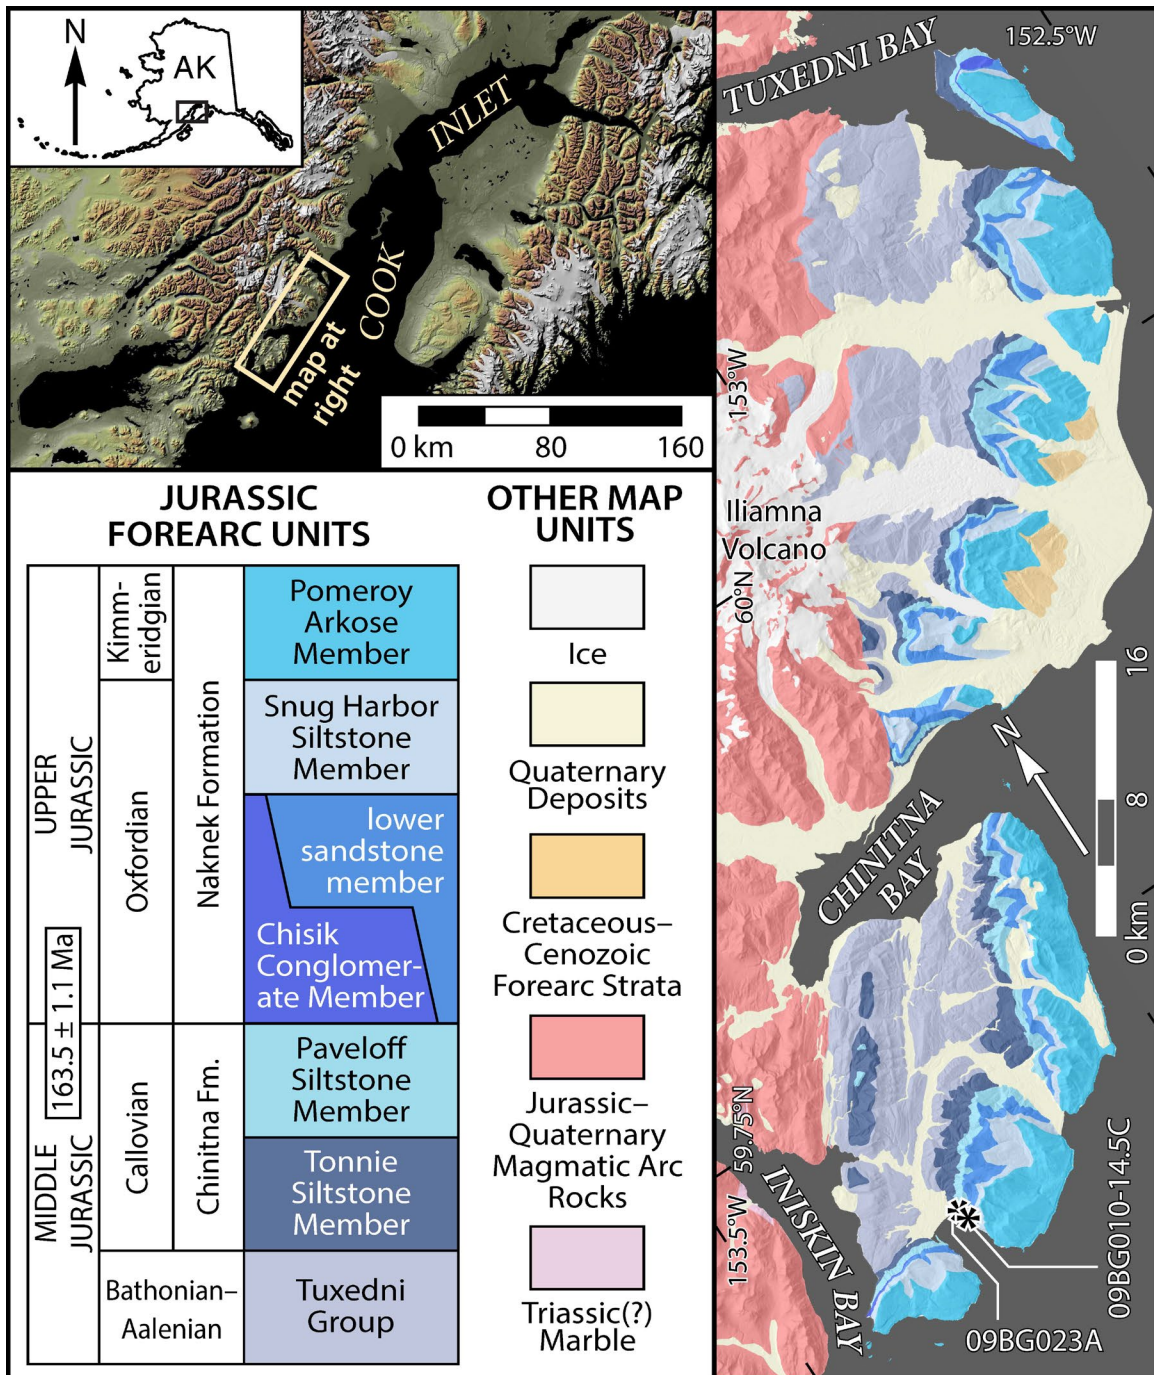 N
AK
INLET
COOK
map at
right
0 km
80
160
JURASSIC
FOREARC UNITS
UPPER
JURASSIC
163.5 ± 1.1 Ma
MIDDLE
JURASSIC
Kimm-
eridgian
Oxfordian
Callovian
Bathonian–
Aalenian
Naknek Formation
Chinitna Fm.
Pomeroy
Arkose
Member
Snug Harbor
Siltstone
Member
lower
sandstone
member
Chisik
Conglomer-
ate Member
Paveloff
Siltstone
Member
Tonnie
Siltstone
Member
Tuxedni
Group
OTHER MAP
UNITS
Ice
Quaternary
Deposits
Cretaceous–
Cenozoic
Forearc Strata
Jurassic–
Quaternary
Magmatic Arc
Rocks
Triassic(?)
Marble
TUXEDNI BAY
152.5°W
153°W
Iliamna
Volcano
60°N
N
16
8
0 km
CHINITNA
BAY
59.75°N
153.5°W
INISKIN BAY
09BG010-14.5C
09BG023A